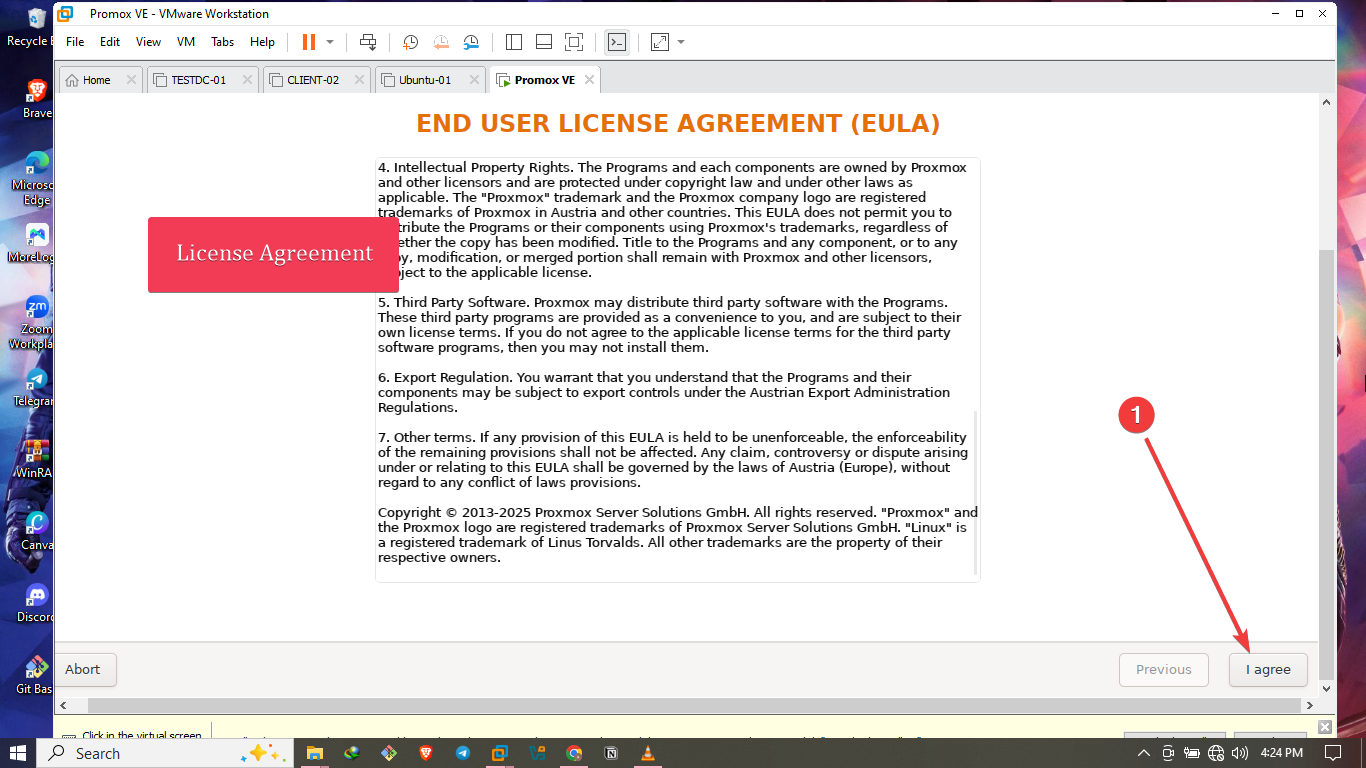 Promox VE - VMware Workstation
File Edit View VM Tabs Help
Home TESTDC-01 CLIENT-02 Ubuntu-01 Promox VE
Recycle
Brave
Edge
Zoom
Discord
Canva
END USER LICENSE AGREEMENT (EULA)
4. Intellectual Property Rights. The Programs and each components are owned by Proxmox
and other licensors and are protected under copyright law and under other laws as
applicable. The "Proxmox" trademark and the Proxmox company logo are registered
trademarks of Proxmox in Austria and other countries. This EULA does not permit you to
the Programs or their components using Proxmox's trademarks, regardless of
the copy has been modified. Title to the Programs and any component, or to any
modification, or merged portion shall remain with Proxmox and other licensors,
to the applicable license.
License Agreement
5. Third Party Software. Proxmox may distribute third party software with the Programs.
These third party programs are provided as a convenience to you, and are subject to their
own license terms. If you do not agree to the applicable license terms for the third party
software programs, then you may not install them.
6. Export Regulation. You warrant that you understand that the Programs and their
components may be subject to export controls under the Austrian Export Administration
Regulations.
7. Other terms. If any provision of this EULA is held to be unenforceable, the enforceability
of the remaining provisions shall not be affected. Any claim, controversy or dispute arising
under or relating to this EULA shall be governed by the laws of Austria (Europe), without
regard to any conflict of laws provisions.
Copyright © 2013-2025 Proxmox Server Solutions GmbH. All rights reserved. "Proxmox" and
the Proxmox logo are registered trademarks of Proxmox Server Solutions GmbH. "Linux" is
a registered trademark of Linus Torvalds. All other trademarks are the property of their
respective owners.
1
Abort Previous I agree
Click in the virtual screen
Search
4:24 PM